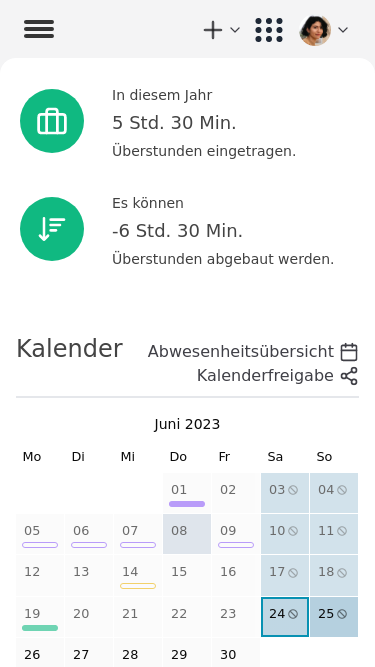 In diesem Jahr
5 Std. 30 Min.
Überstunden eingetragen.
Es können
-6 Std. 30 Min.
Überstunden abgebaut werden.
Kalender
Abwesenheitsübersicht
Kalenderfreigabe
Juni 2023
Mo Di Mi Do Fr Sa So
01 02 03 04
05 06 07 08 09 10 11
12 13 14 15 16 17 18
19 20 21 22 23 24 25
26 27 28 29 30